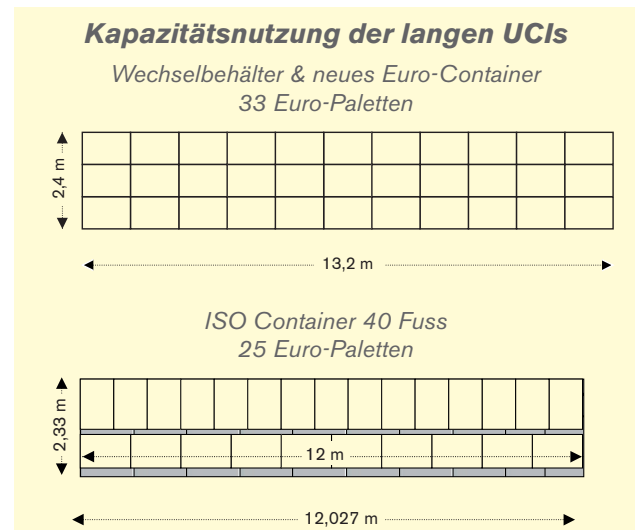 Kapazitätsnutzung der langen UCIs
Wechselbehälter & neues Euro-Container
33 Euro-Paletten
2,4 m
13,2 m
ISO Container 40 Fuss
25 Euro-Paletten
2,33 m
12 m
12,027 m